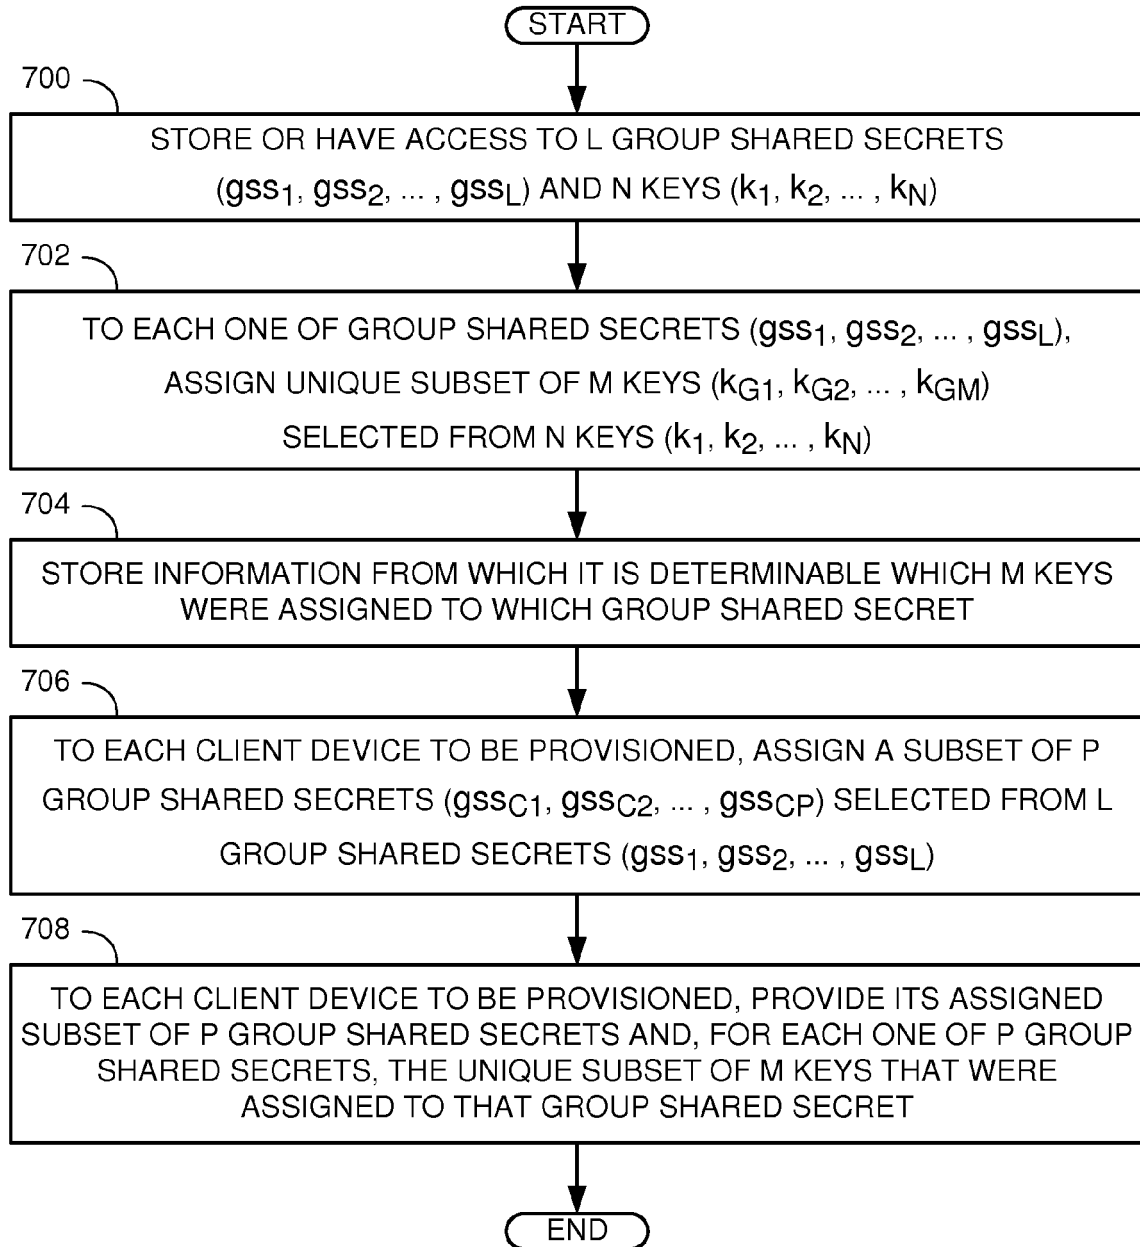 START
700
STORE OR HAVE ACCESS TO L GROUP SHARED SECRETS
(gss1, gss2, ... , gssL) AND N KEYS (k1, k2, ... , kN)
702
TO EACH ONE OF GROUP SHARED SECRETS (gss1, gss2, ... , gssL),
ASSIGN UNIQUE SUBSET OF M KEYS (kG1, kG2, ... , kGM)
SELECTED FROM N KEYS (k1, k2, ... , kN)
704
STORE INFORMATION FROM WHICH IT IS DETERMINABLE WHICH M KEYS
WERE ASSIGNED TO WHICH GROUP SHARED SECRET
706
TO EACH CLIENT DEVICE TO BE PROVISIONED, ASSIGN A SUBSET OF P
GROUP SHARED SECRETS (gssC1, gssC2, ... , gssCP) SELECTED FROM L
GROUP SHARED SECRETS (gss1, gss2, ... , gssL)
708
TO EACH CLIENT DEVICE TO BE PROVISIONED, PROVIDE ITS ASSIGNED
SUBSET OF P GROUP SHARED SECRETS AND, FOR EACH ONE OF P GROUP
SHARED SECRETS, THE UNIQUE SUBSET OF M KEYS THAT WERE
ASSIGNED TO THAT GROUP SHARED SECRET
END